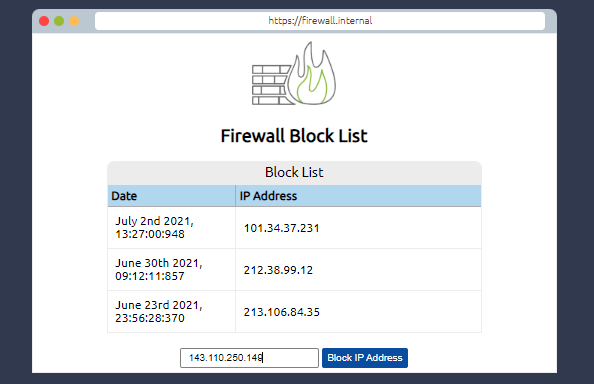 https://firewall.internal
Firewall Block List
Block List
Date IP Address
July 2nd 2021,
13:27:00:948 101.34.37.231
June 30th 2021,
09:12:11:857 212.38.99.12
June 23rd 2021,
23:56:28:370 213.106.84.35
143.110.250.149 Block IP Address